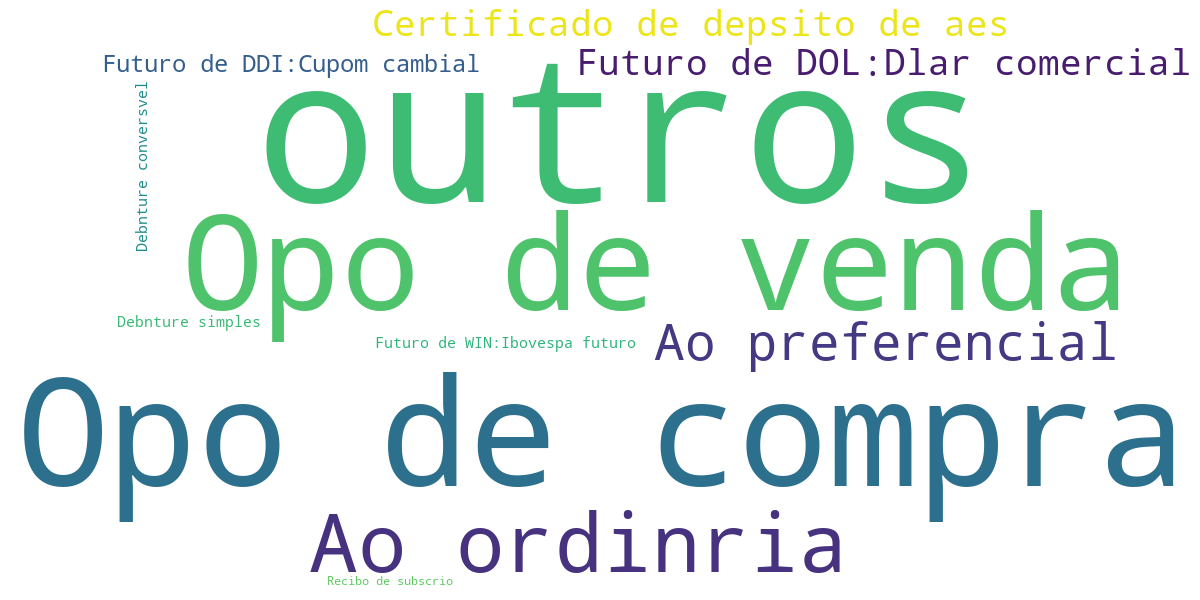 Certificado de depsito de aes
Futuro de DDI:Cupom cambial
Futuro de DOL:Dlar comercial
outros
Debnture conversvel
Opo de venda
Debnture simples
Futuro de WIN:Ibovespa futuro
Ao preferencial
Opo de compra
Ao ordinria
Recibo de subscrio